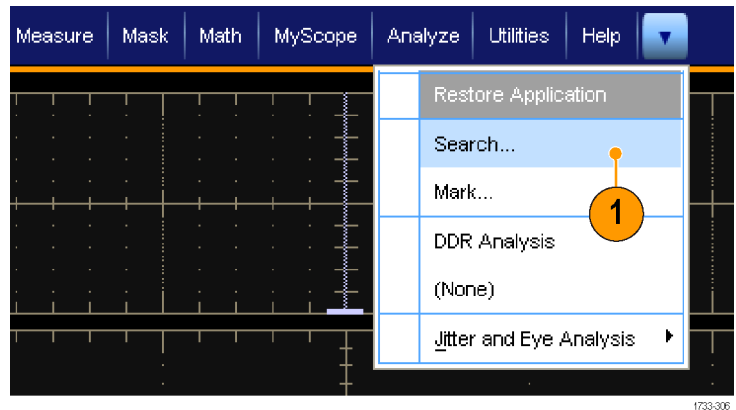 Measure Mask Math MyScope Analyze Utilities Help
Restore Application
Search...
Mark...
1
DDR Analysis
(None)
Jitter and Eye Analysis
1733-306